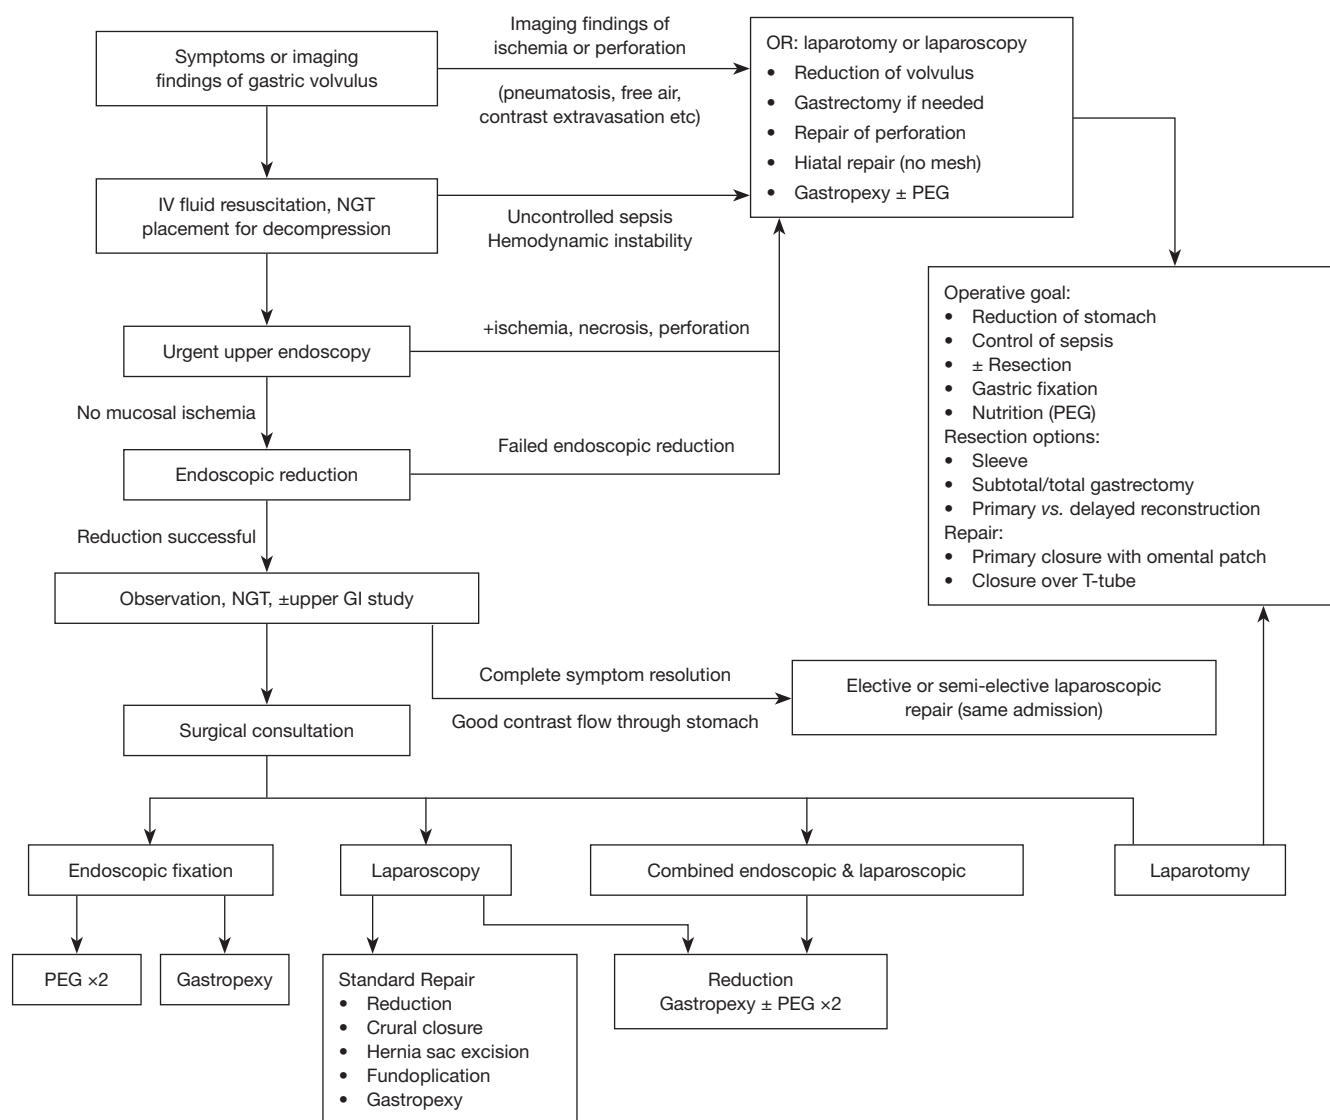 Symptoms or imaging
findings of gastric volvulus
Imaging findings of
ischemia or perforation
(pneumatosis, free air,
contrast extravasation etc)
OR: laparotomy or laparoscopy
• Reduction of volvulus
• Gastrectomy if needed
• Repair of perforation
• Hiatal repair (no mesh)
• Gastropexy ± PEG
IV fluid resuscitation, NGT
placement for decompression
Uncontrolled sepsis
Hemodynamic instability
Operative goal:
• Reduction of stomach
• Control of sepsis
• ± Resection
• Gastric fixation
• Nutrition (PEG)
Resection options:
• Sleeve
• Subtotal/total gastrectomy
• Primary vs. delayed reconstruction
Repair:
• Primary closure with omental patch
• Closure over T-tube
Urgent upper endoscopy
+ischemia, necrosis, perforation
No mucosal ischemia
Endoscopic reduction
Failed endoscopic reduction
Reduction successful
Observation, NGT, ±upper GI study
Complete symptom resolution
Good contrast flow through stomach
Elective or semi-elective laparoscopic
repair (same admission)
Surgical consultation
Endoscopic fixation
Laparoscopy
Combined endoscopic & laparoscopic
Laparotomy
PEG ×2
Gastropexy
Standard Repair
• Reduction
• Crural closure
• Hernia sac excision
• Fundoplication
• Gastropexy
Reduction
Gastropexy ± PEG ×2